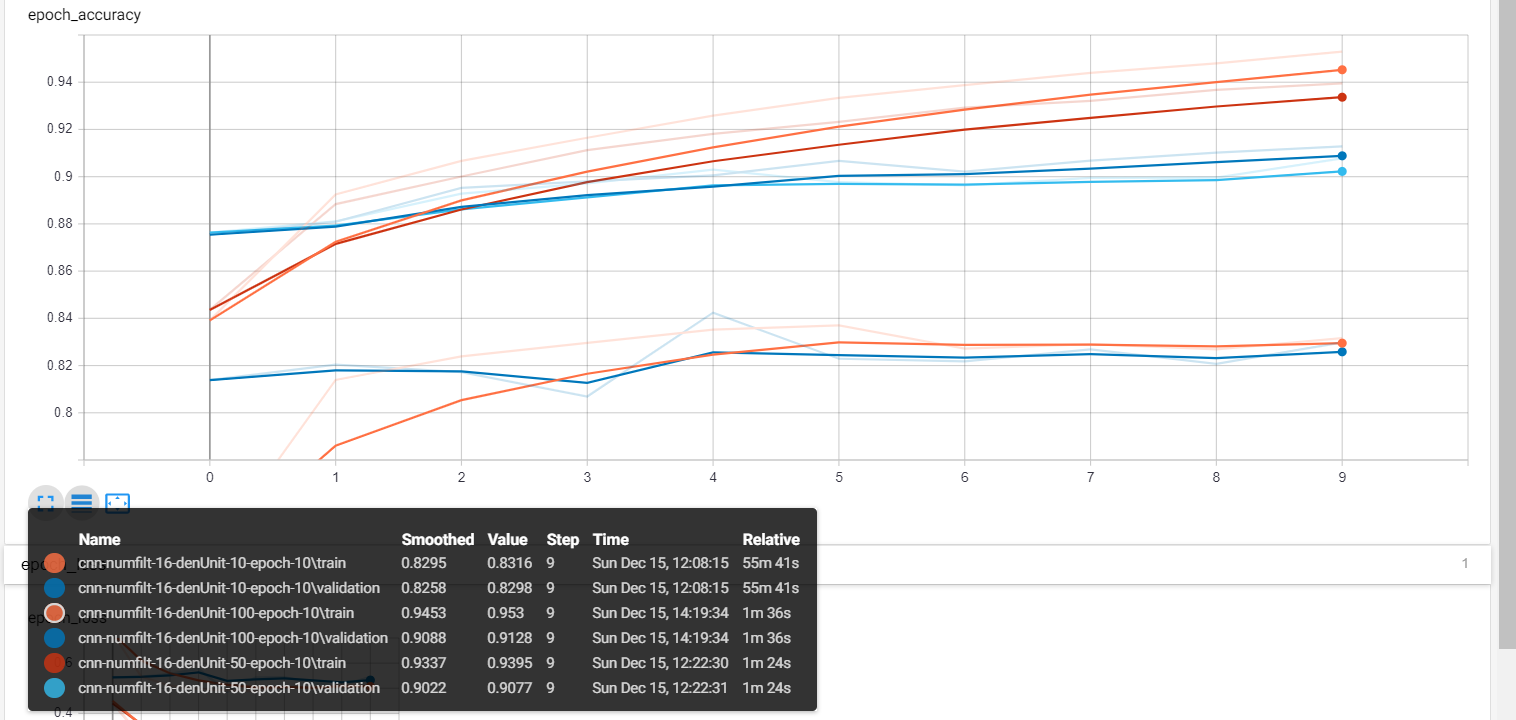 epoch_accuracy
0.94
0.92
0.9
0.88
0.86
0.84
0.82
0.8
0 1 2 3 4 5 6 7 8 9
Name Smoothed Value Step Time Relative
cnn-numfilt-16-denUnit-10-epoch-10\train 0.8295 0.8316 9 Sun Dec 15, 12:08:15 55m 41s
1
cnn-numfilt-16-denUnit-10-epoch-10\validation 0.8258 0.8298 9 Sun Dec 15, 12:08:15 55m 41s
cnn-numfilt-16-denUnit-100-epoch-10\train 0.9453 0.953 9 Sun Dec 15, 14:19:34 1m 36s
epoch_loss
cnn-numfilt-16-denUnit-100-epoch-10\validation 0.9088 0.9128 9 Sun Dec 15, 14:19:34 1m 36s
cnn-numfilt-16-denUnit-50-epoch-10\train 0.9337 0.9395 9 Sun Dec 15, 12:22:30 1m 24s
cnn-numfilt-16-denUnit-50-epoch-10\validation 0.9022 0.9077 9 Sun Dec 15, 12:22:31 1m 24s
0.4